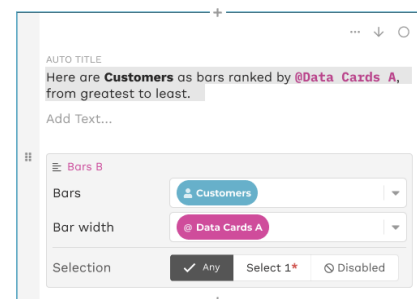 AUTO TITLE
Here are Customers as bars ranked by @Data Cards A,
from greatest to least.
Add Text...
Bars B
Bars
Customers
Bar width
@ Data Cards A
Selection
Any
Select 1*
Disabled